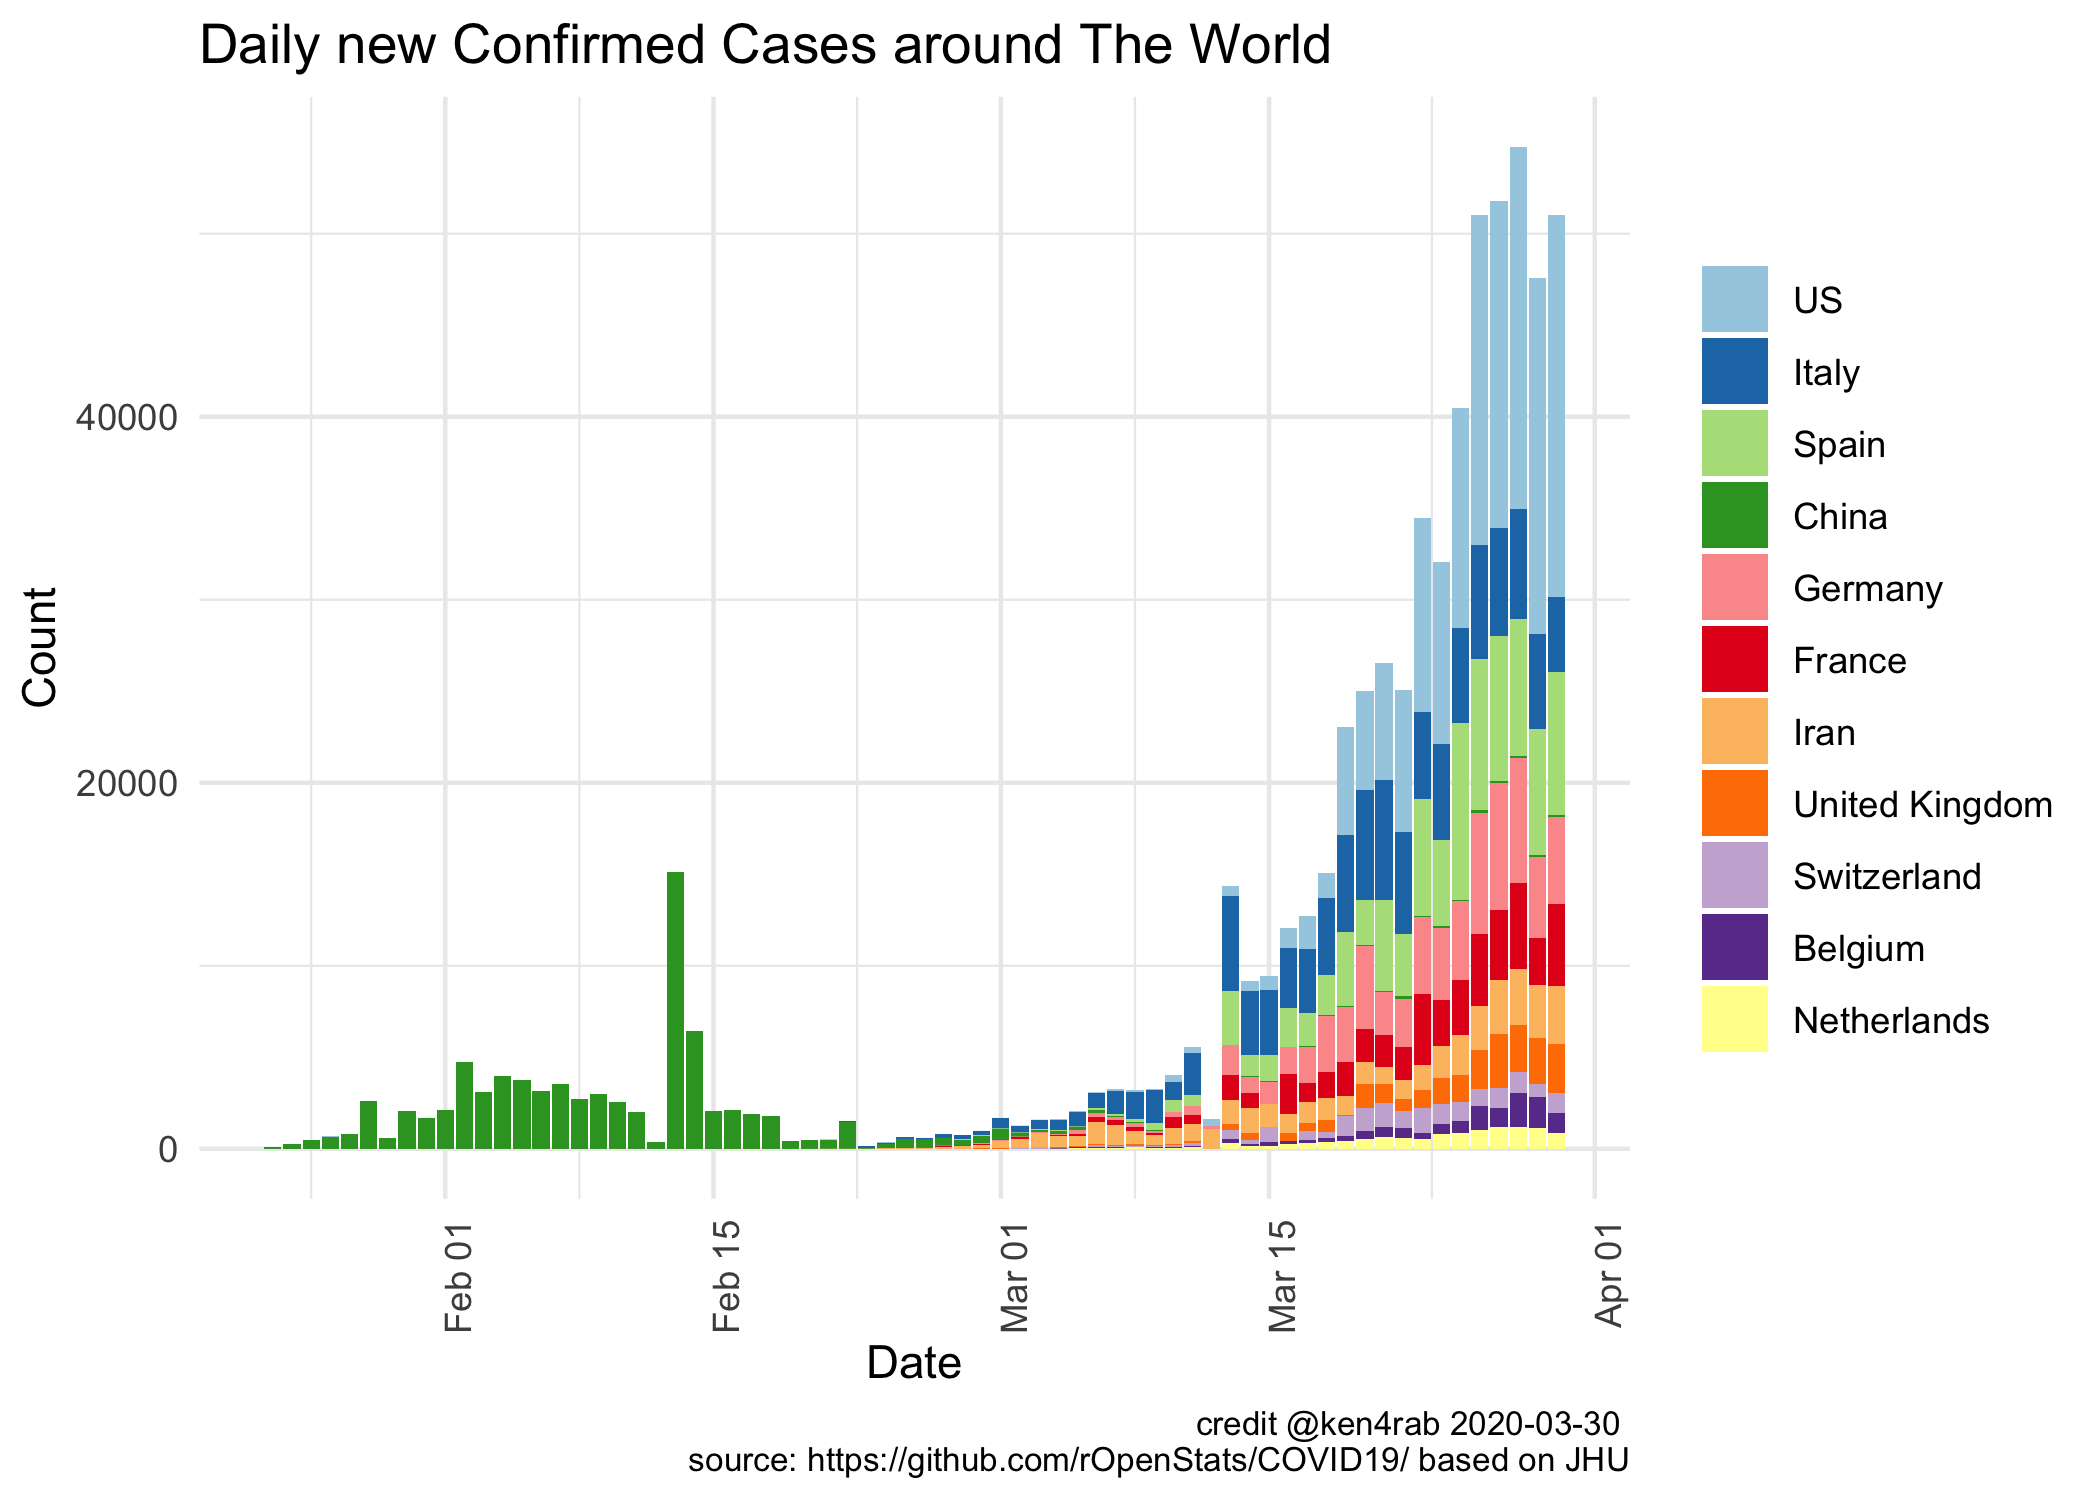 Daily new Confirmed Cases around The World
Count
40000
20000
0
Feb 01
Feb 15
Mar 01
Mar 15
Apr 01
Date
US
Italy
Spain
China
Germany
France
Iran
United Kingdom
Switzerland
Belgium
Netherlands
credit @ken4rab 2020-03-30
source: https://github.com/rOpenStats/COVID19/ based on JHU